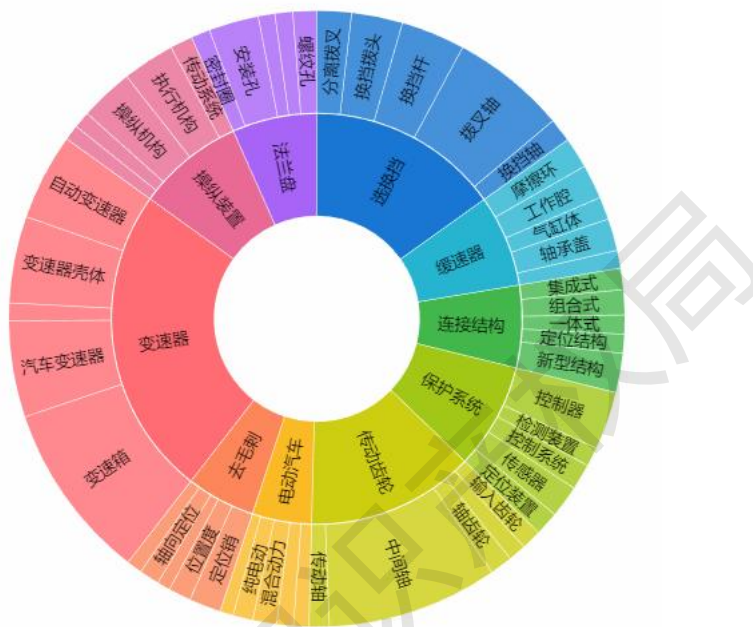 选换挡
分离拨叉
换挡拨头
换挡杆
拨叉轴
换挡轴
缓速器
摩擦环
工作腔
气缸体
轴承盖
连接结构
集成式
组合式
一体式
定位结构
新型结构
保护系统
控制器
检测装置
控制系统
传感器
定位装置
传动齿轮
输入齿轮
轴齿轮
中间轴
传动轴
电动汽车
混合动力
纯电动
去毛刺
定位销
位置度
轴向定位
变速器
变速箱
汽车变速器
变速器壳体
自动变速器
操纵装置
操纵机构
执行机构
传动系统
法兰盘
密封圈
安装孔
螺纹孔
识产权局